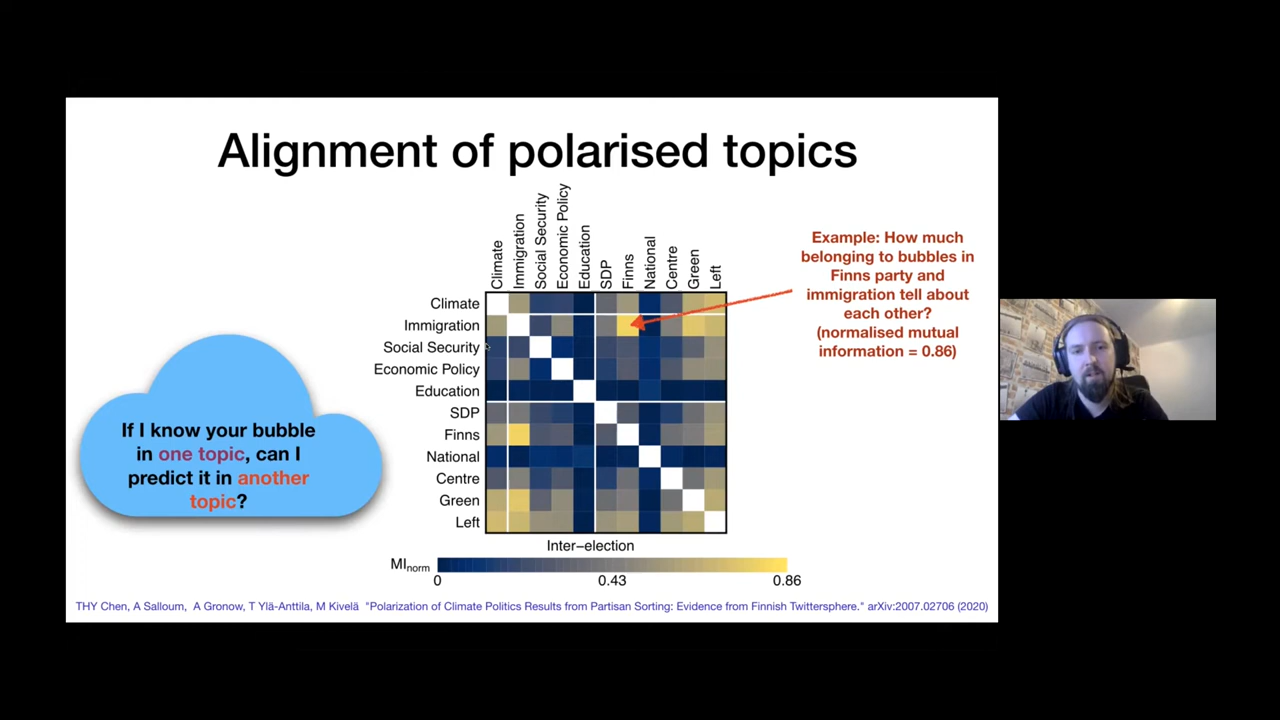 Alignment of polarised topics
Climate
Immigration
Social Security
Economic Policy
Education
SDP
Finns
National
Centre
Green
Left
Example: How much
belonging to bubbles in
Finns party and
immigration tell about
each other?
(normalised mutual
information = 0.86)
Climate
Immigration
Social Security
Economic Policy
Education
SDP
Finns
National
Centre
Green
Left
If I know your bubble
in one topic, can I
predict it in another
topic?
Inter-election
MInorm
0 0.43 0.86
THY Chen, A Salloum, A Gronow, T Ylä-Anttila, M Kivelä "Polarization of Climate Politics Results from Partisan Sorting: Evidence from Finnish Twittersphere." arXiv:2007.02706 (2020)